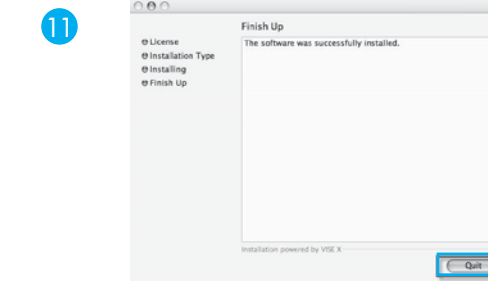 11
Finish Up
License
The software was successfully installed.
Installation Type
Installing
Finish Up
Installation powered by VISE X
Quit